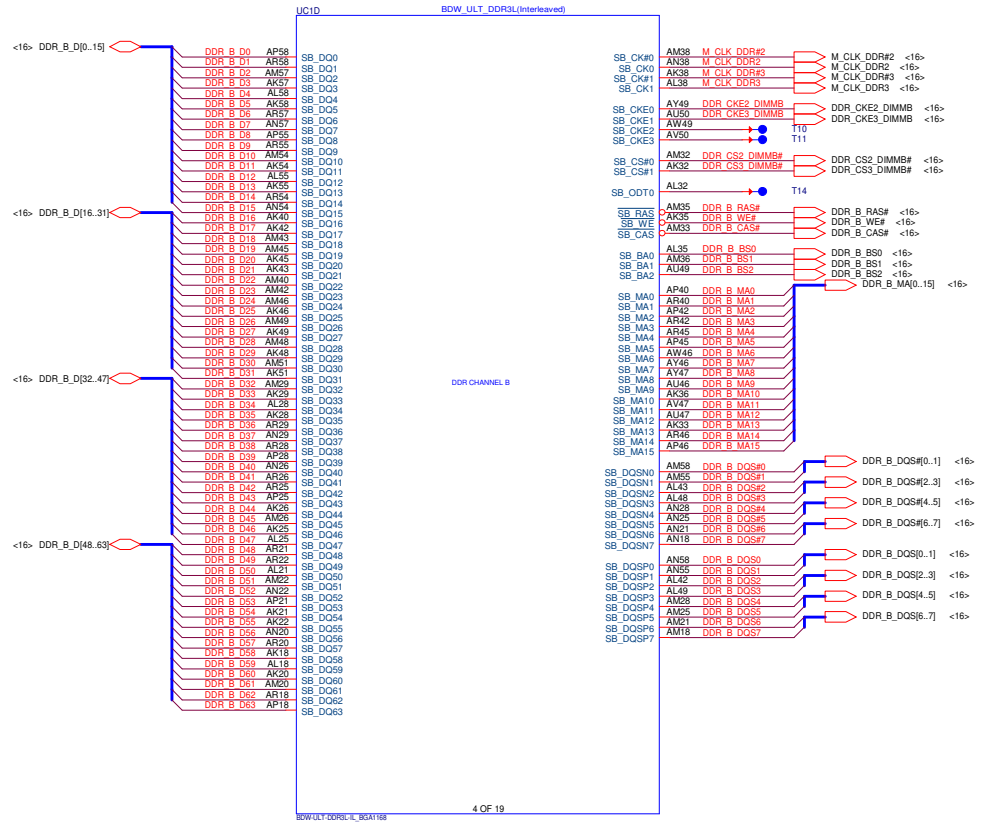 UC1D
BDW_ULT_DDR3L(Interleaved)
<16> DDR_B_D[0..15]
DDR_B_D0 AP58 SB_DQ0
DDR_B_D1 AR58 SB_DQ1
DDR_B_D2 AM57 SB_DQ2
DDR_B_D3 AK57 SB_DQ3
DDR_B_D4 AL58 SB_DQ4
DDR_B_D5 AK58 SB_DQ5
DDR_B_D6 AR57 SB_DQ6
DDR_B_D7 AN57 SB_DQ7
DDR_B_D8 AP55 SB_DQ8
DDR_B_D9 AR55 SB_DQ9
DDR_B_D10 AM54 SB_DQ10
DDR_B_D11 AK54 SB_DQ11
DDR_B_D12 AL55 SB_DQ12
DDR_B_D13 AK55 SB_DQ13
DDR_B_D14 AR54 SB_DQ14
DDR_B_D15 AN54 SB_DQ15
<16> DDR_B_D[16..31]
DDR_B_D16 AK40 SB_DQ16
DDR_B_D17 AK42 SB_DQ17
DDR_B_D18 AM43 SB_DQ18
DDR_B_D19 AM45 SB_DQ19
DDR_B_D20 AK45 SB_DQ20
DDR_B_D21 AK43 SB_DQ21
DDR_B_D22 AM40 SB_DQ22
DDR_B_D23 AM42 SB_DQ23
DDR_B_D24 AM46 SB_DQ24
DDR_B_D25 AK46 SB_DQ25
DDR_B_D26 AM49 SB_DQ26
DDR_B_D27 AK49 SB_DQ27
DDR_B_D28 AM48 SB_DQ28
DDR_B_D29 AK48 SB_DQ29
DDR_B_D30 AM51 SB_DQ30
DDR_B_D31 AK51 SB_DQ31
<16> DDR_B_D[32..47]
DDR_B_D32 AM29 SB_DQ32
DDR_B_D33 AK29 SB_DQ33
DDR_B_D34 AL28 SB_DQ34
DDR_B_D35 AK28 SB_DQ35
DDR_B_D36 AR29 SB_DQ36
DDR_B_D37 AN29 SB_DQ37
DDR_B_D38 AR28 SB_DQ38
DDR_B_D39 AP28 SB_DQ39
DDR_B_D40 AN26 SB_DQ40
DDR_B_D41 AR26 SB_DQ41
DDR_B_D42 AR25 SB_DQ42
DDR_B_D43 AP25 SB_DQ43
DDR_B_D44 AK26 SB_DQ44
DDR_B_D45 AM26 SB_DQ45
DDR_B_D46 AK25 SB_DQ46
DDR_B_D47 AL25 SB_DQ47
<16> DDR_B_D[48..63]
DDR_B_D48 AR21 SB_DQ48
DDR_B_D49 AR22 SB_DQ49
DDR_B_D50 AL21 SB_DQ50
DDR_B_D51 AM22 SB_DQ51
DDR_B_D52 AN22 SB_DQ52
DDR_B_D53 AP21 SB_DQ53
DDR_B_D54 AK21 SB_DQ54
DDR_B_D55 AK22 SB_DQ55
DDR_B_D56 AN20 SB_DQ56
DDR_B_D57 AR20 SB_DQ57
DDR_B_D58 AK18 SB_DQ58
DDR_B_D59 AL18 SB_DQ59
DDR_B_D60 AK20 SB_DQ60
DDR_B_D61 AM20 SB_DQ61
DDR_B_D62 AR18 SB_DQ62
DDR_B_D63 AP18 SB_DQ63
DDR CHANNEL B
SB_CK#0 AM38 M_CLK_DDR#2 M_CLK_DDR#2 <16>
SB_CK0 AN38 M_CLK_DDR2 M_CLK_DDR2 <16>
SB_CK#1 AK38 M_CLK_DDR#3 M_CLK_DDR#3 <16>
SB_CK1 AL38 M_CLK_DDR3 M_CLK_DDR3 <16>
SB_CKE0 AY49 DDR_CKE2_DIMMB DDR_CKE2_DIMMB <16>
SB_CKE1 AU50 DDR_CKE3_DIMMB DDR_CKE3_DIMMB <16>
SB_CKE2 AW49 T10
SB_CKE3 AV50 T11
SB_CS#0 AM32 DDR_CS2_DIMMB# DDR_CS2_DIMMB# <16>
SB_CS#1 AK32 DDR_CS3_DIMMB# DDR_CS3_DIMMB# <16>
SB_ODT0 AL32 T14
SB_RAS AM35 DDR_B_RAS# DDR_B_RAS# <16>
SB_WE AK35 DDR_B_WE# DDR_B_WE# <16>
SB_CAS AM33 DDR_B_CAS# DDR_B_CAS# <16>
SB_BA0 AL35 DDR_B_BS0 DDR_B_BS0 <16>
SB_BA1 AM36 DDR_B_BS1 DDR_B_BS1 <16>
SB_BA2 AU49 DDR_B_BS2 DDR_B_BS2 <16>
DDR_B_MA[0..15] <16>
SB_MA0 AP40 DDR_B_MA0
SB_MA1 AR40 DDR_B_MA1
SB_MA2 AP42 DDR_B_MA2
SB_MA3 AR42 DDR_B_MA3
SB_MA4 AR45 DDR_B_MA4
SB_MA5 AP45 DDR_B_MA5
SB_MA6 AW46 DDR_B_MA6
SB_MA7 AY46 DDR_B_MA7
SB_MA8 AY47 DDR_B_MA8
SB_MA9 AU46 DDR_B_MA9
SB_MA10 AK36 DDR_B_MA10
SB_MA11 AV47 DDR_B_MA11
SB_MA12 AU47 DDR_B_MA12
SB_MA13 AK33 DDR_B_MA13
SB_MA14 AR46 DDR_B_MA14
SB_MA15 AP46 DDR_B_MA15
SB_DQSN0 AM58 DDR_B_DQS#0 DDR_B_DQS#[0..1] <16>
SB_DQSN1 AM55 DDR_B_DQS#1
SB_DQSN2 AL43 DDR_B_DQS#2 DDR_B_DQS#[2..3] <16>
SB_DQSN3 AL48 DDR_B_DQS#3
SB_DQSN4 AN28 DDR_B_DQS#4 DDR_B_DQS#[4..5] <16>
SB_DQSN5 AN25 DDR_B_DQS#5
SB_DQSN6 AN21 DDR_B_DQS#6 DDR_B_DQS#[6..7] <16>
SB_DQSN7 AN18 DDR_B_DQS#7
SB_DQSP0 AN58 DDR_B_DQS0 DDR_B_DQS[0..1] <16>
SB_DQSP1 AN55 DDR_B_DQS1
SB_DQSP2 AL42 DDR_B_DQS2 DDR_B_DQS[2..3] <16>
SB_DQSP3 AL49 DDR_B_DQS3
SB_DQSP4 AM28 DDR_B_DQS4 DDR_B_DQS[4..5] <16>
SB_DQSP5 AM25 DDR_B_DQS5
SB_DQSP6 AM21 DDR_B_DQS6 DDR_B_DQS[6..7] <16>
SB_DQSP7 AM18 DDR_B_DQS7
4 OF 19
BDW-ULT-DDR3L-IL_BGA1168